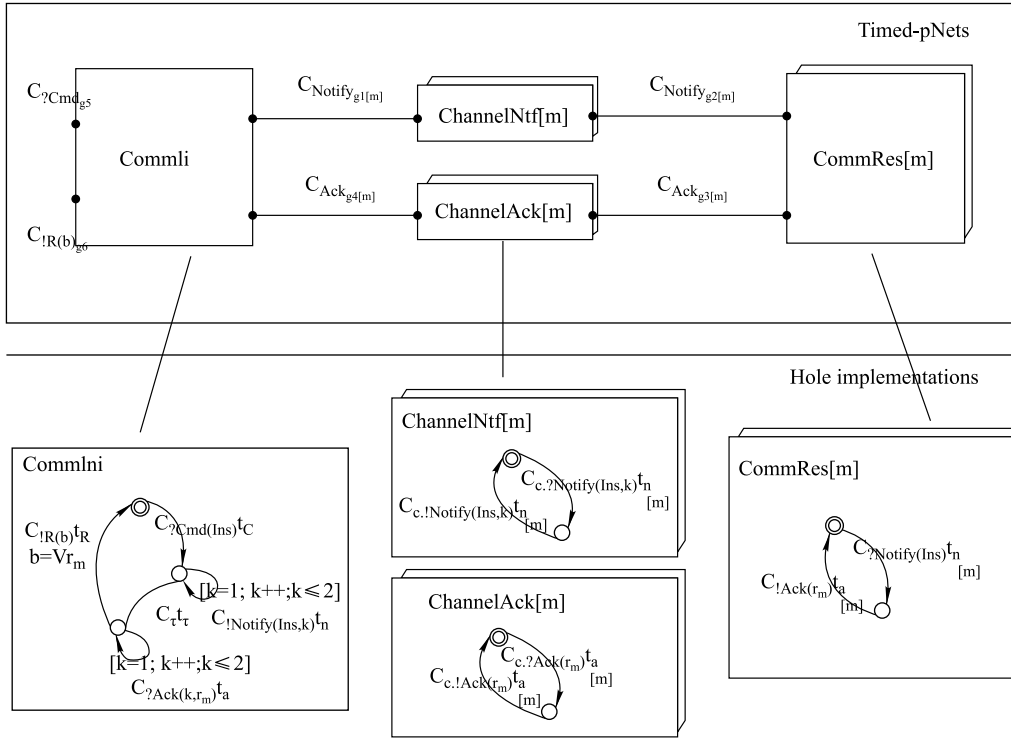 Timed-pNets
C?Cmdg5
CNotifyg1[m]
CNotifyg2[m]
ChannelNtf[m]
Commli
CommRes[m]
CAckg4[m]
CAckg3[m]
ChannelAck[m]
C!R(b)g6
Hole implementations
ChannelNtf[m]
Cc.?Notify(Ins,k)tn
[m]
Cc.!Notify(Ins,k)tn
[m]
Commlni
C?Cmd(Ins)tC
C!R(b)tR
b=Vrm
[k=1; k++;k≤2]
C!Notify(Ins,k)tn
Cτtτ
[k=1; k++;k≤2]
C?Ack(k,rm)ta
ChannelAck[m]
Cc.?Ack(rm)ta
[m]
Cc.!Ack(rm)ta
[m]
CommRes[m]
C?Notify(Ins)tn
[m]
C!Ack(rm)ta
[m]